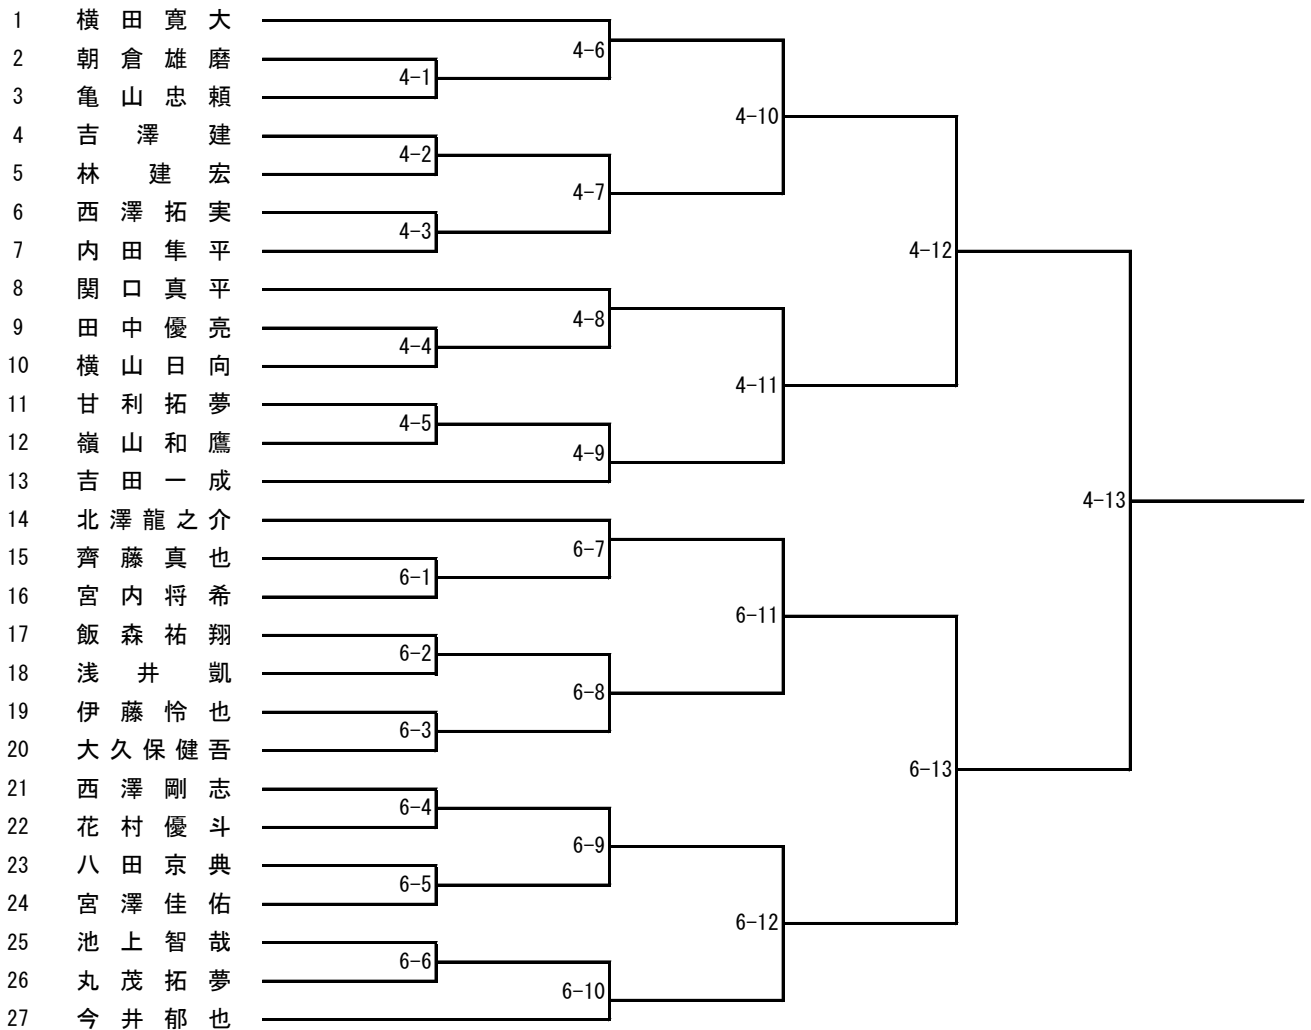 1 横田寛大
4-6
2 朝倉雄磨
4-1
3 亀山忠頼
4-10
4 吉澤建
4-2
5 林建宏
4-7
6 西澤拓実
4-3
7 内田隼平
4-12
8 関口真平
4-8
9 田中優亮
4-4
10 横山日向
4-11
11 甘利拓夢
4-5
12 嶺山和鷹
4-9
13 吉田一成
4-13
14 北澤龍之介
6-7
15 齊藤真也
6-1
16 宮内将希
6-11
17 飯森祐翔
6-2
18 浅井凱
6-8
19 伊藤怜也
6-3
20 大久保健吾
6-13
21 西澤剛志
6-4
22 花村優斗
6-9
23 八田京典
6-5
24 宮澤佳佑
6-12
25 池上智哉
6-6
26 丸茂拓夢
6-10
27 今井郁也